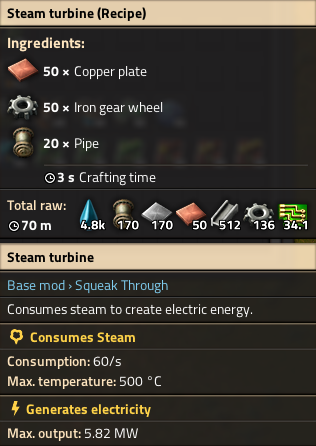 Steam turbine (Recipe)
Ingredients:
50 × Copper plate
50 × Iron gear wheel
20 × Pipe
3 s Crafting time
Total raw:
70 m 4.8k 170 170 50 512 136 34.1
Steam turbine
Base mod › Squeak Through
Consumes steam to create electric energy.
Consumes Steam
Consumption: 60/s
Max. temperature: 500 °C
Generates electricity
Max. output: 5.82 MW